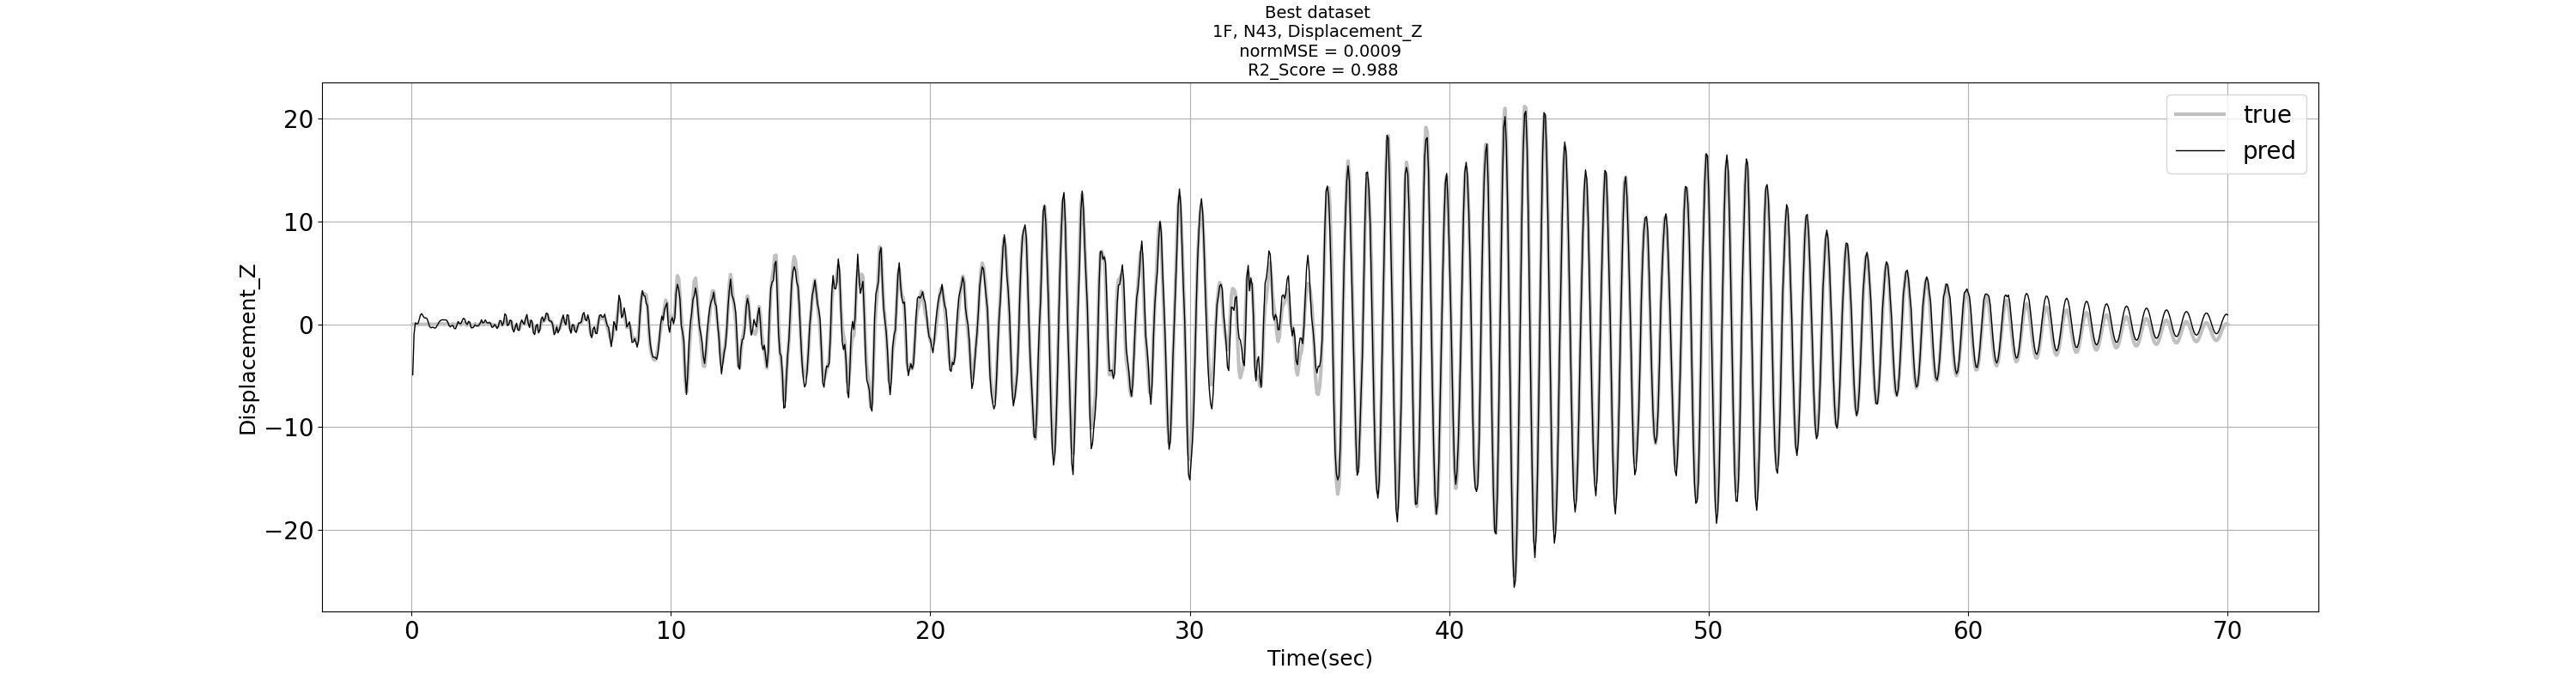 Best dataset
1F, N43, Displacement_Z
normMSE = 0.0009
R2_Score = 0.988
true
pred
Displacement_Z
20
10
0
−10
−20
0 10 20 30 40 50 60 70
Time(sec)